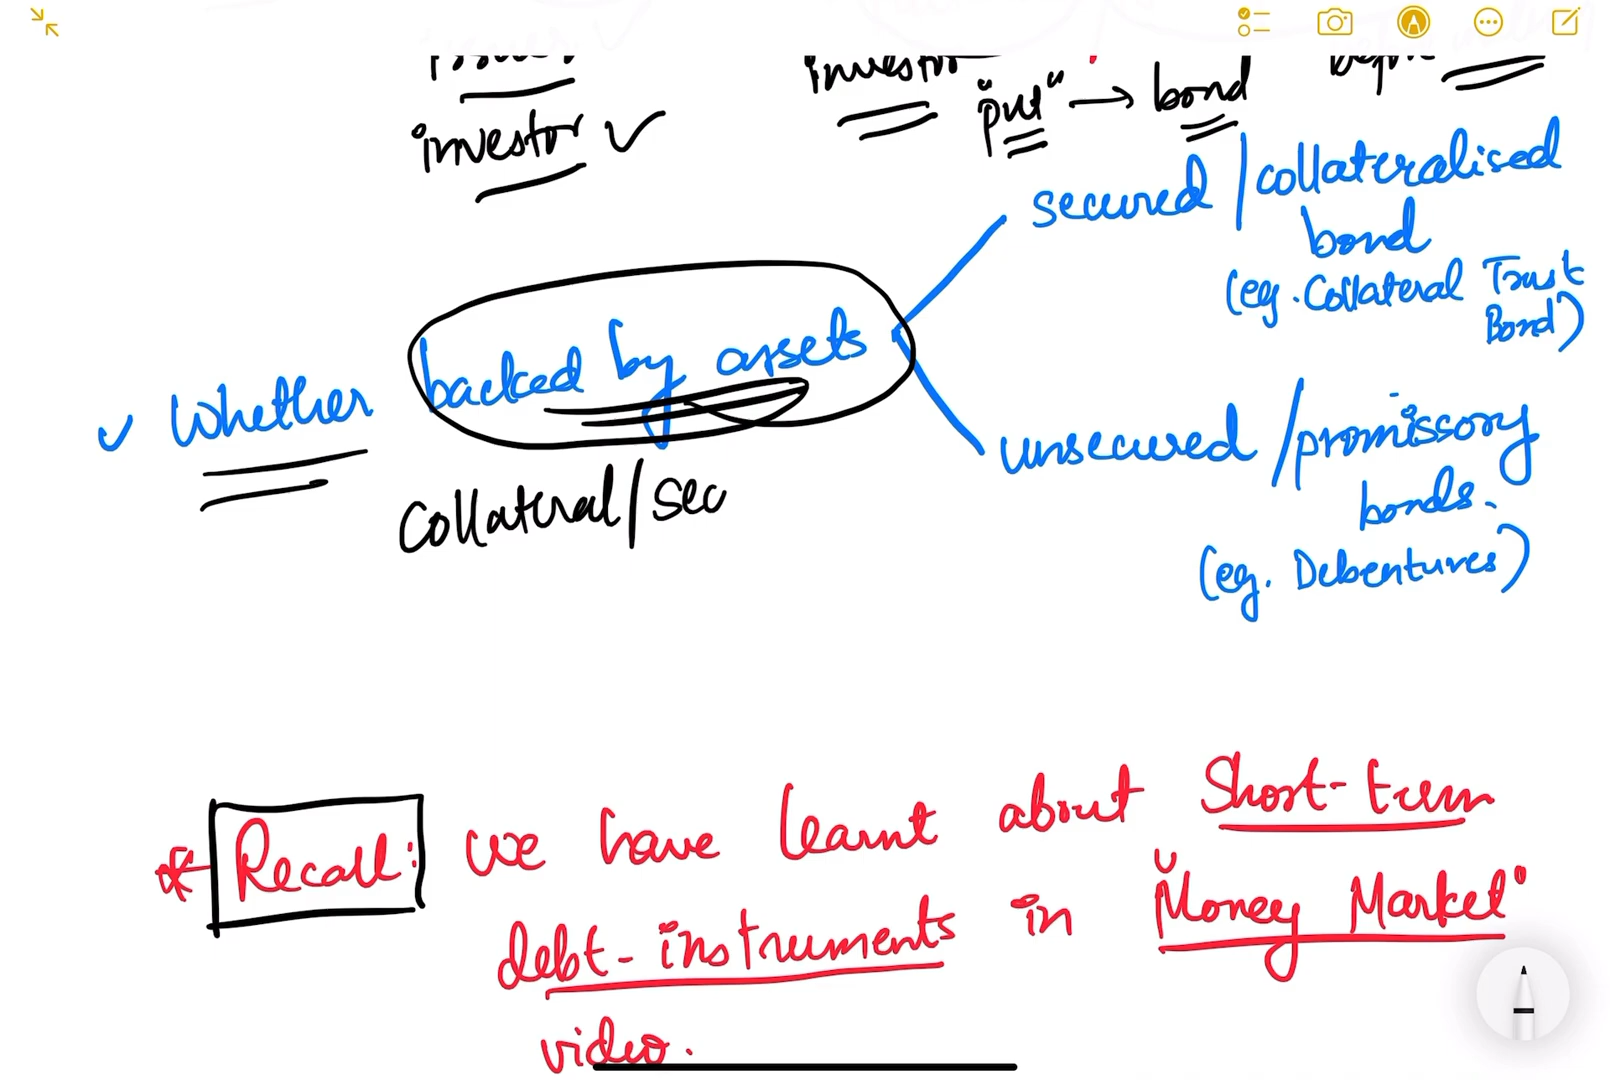 investor
"put" → bond
investor ✓
secured / collateralised
bond
(eg. Collateral Trust
Bond)
✓ Whether backed by assets
collateral/sec
unsecured / promissory
bonds.
(eg. Debentures)
* Recall: we have learnt about Short-term
debt-instruments in "Money Market"
video.